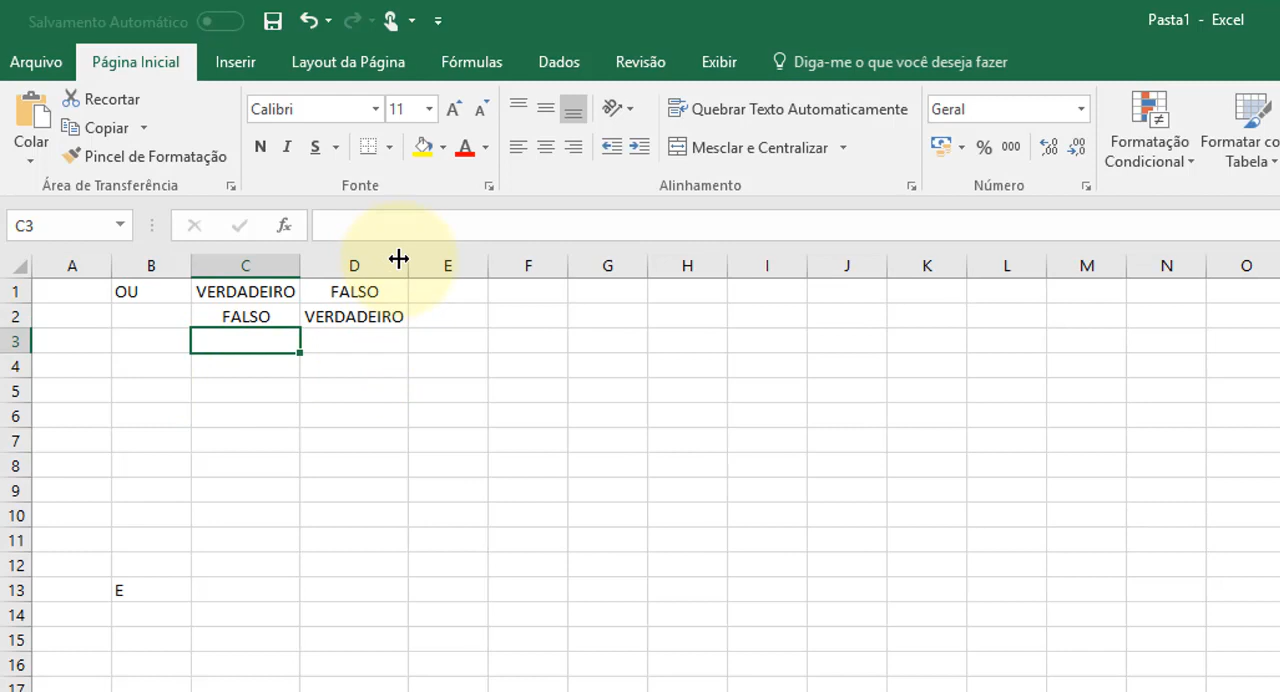 Salvamento Automático
Pasta1 - Excel
Arquivo Página Inicial Inserir Layout da Página Fórmulas Dados Revisão Exibir Diga-me o que você deseja fazer
Colar
Recortar
Copiar
Pincel de Formatação
Área de Transferência
Calibri 11
N I S
Fonte
Quebrar Texto Automaticamente
Mesclar e Centralizar
Alinhamento
Geral
% 000
Número
Formatação
Condicional
Formatar co
Tabela
C3 fx
A B C D E F G H I J K L M N O
1 OU VERDADEIRO FALSO
2 FALSO VERDADEIRO
3
4
5
6
7
8
9
10
11
12
13 E
14
15
16
17